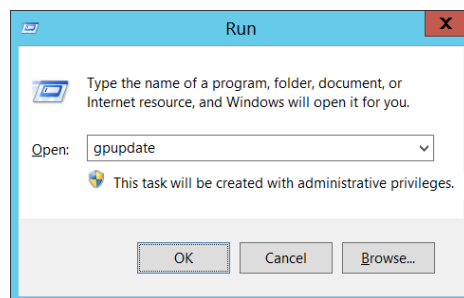 Run
X
Type the name of a program, folder, document, or
Internet resource, and Windows will open it for you.
Open: gpupdate
This task will be created with administrative privileges.
OK Cancel Browse...